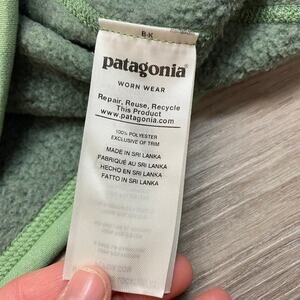 B-K
patagonia®
WORN WEAR
Repair, Reuse, Recycle
This Product
www.patagonia.com
100% POLYESTER
EXCLUSIVE OF TRIM
MADE IN SRI LANKA
FABRIQUÉ AU SRI LANKA
HECHO EN SRI LANKA
FATTO IN SRI LANKA